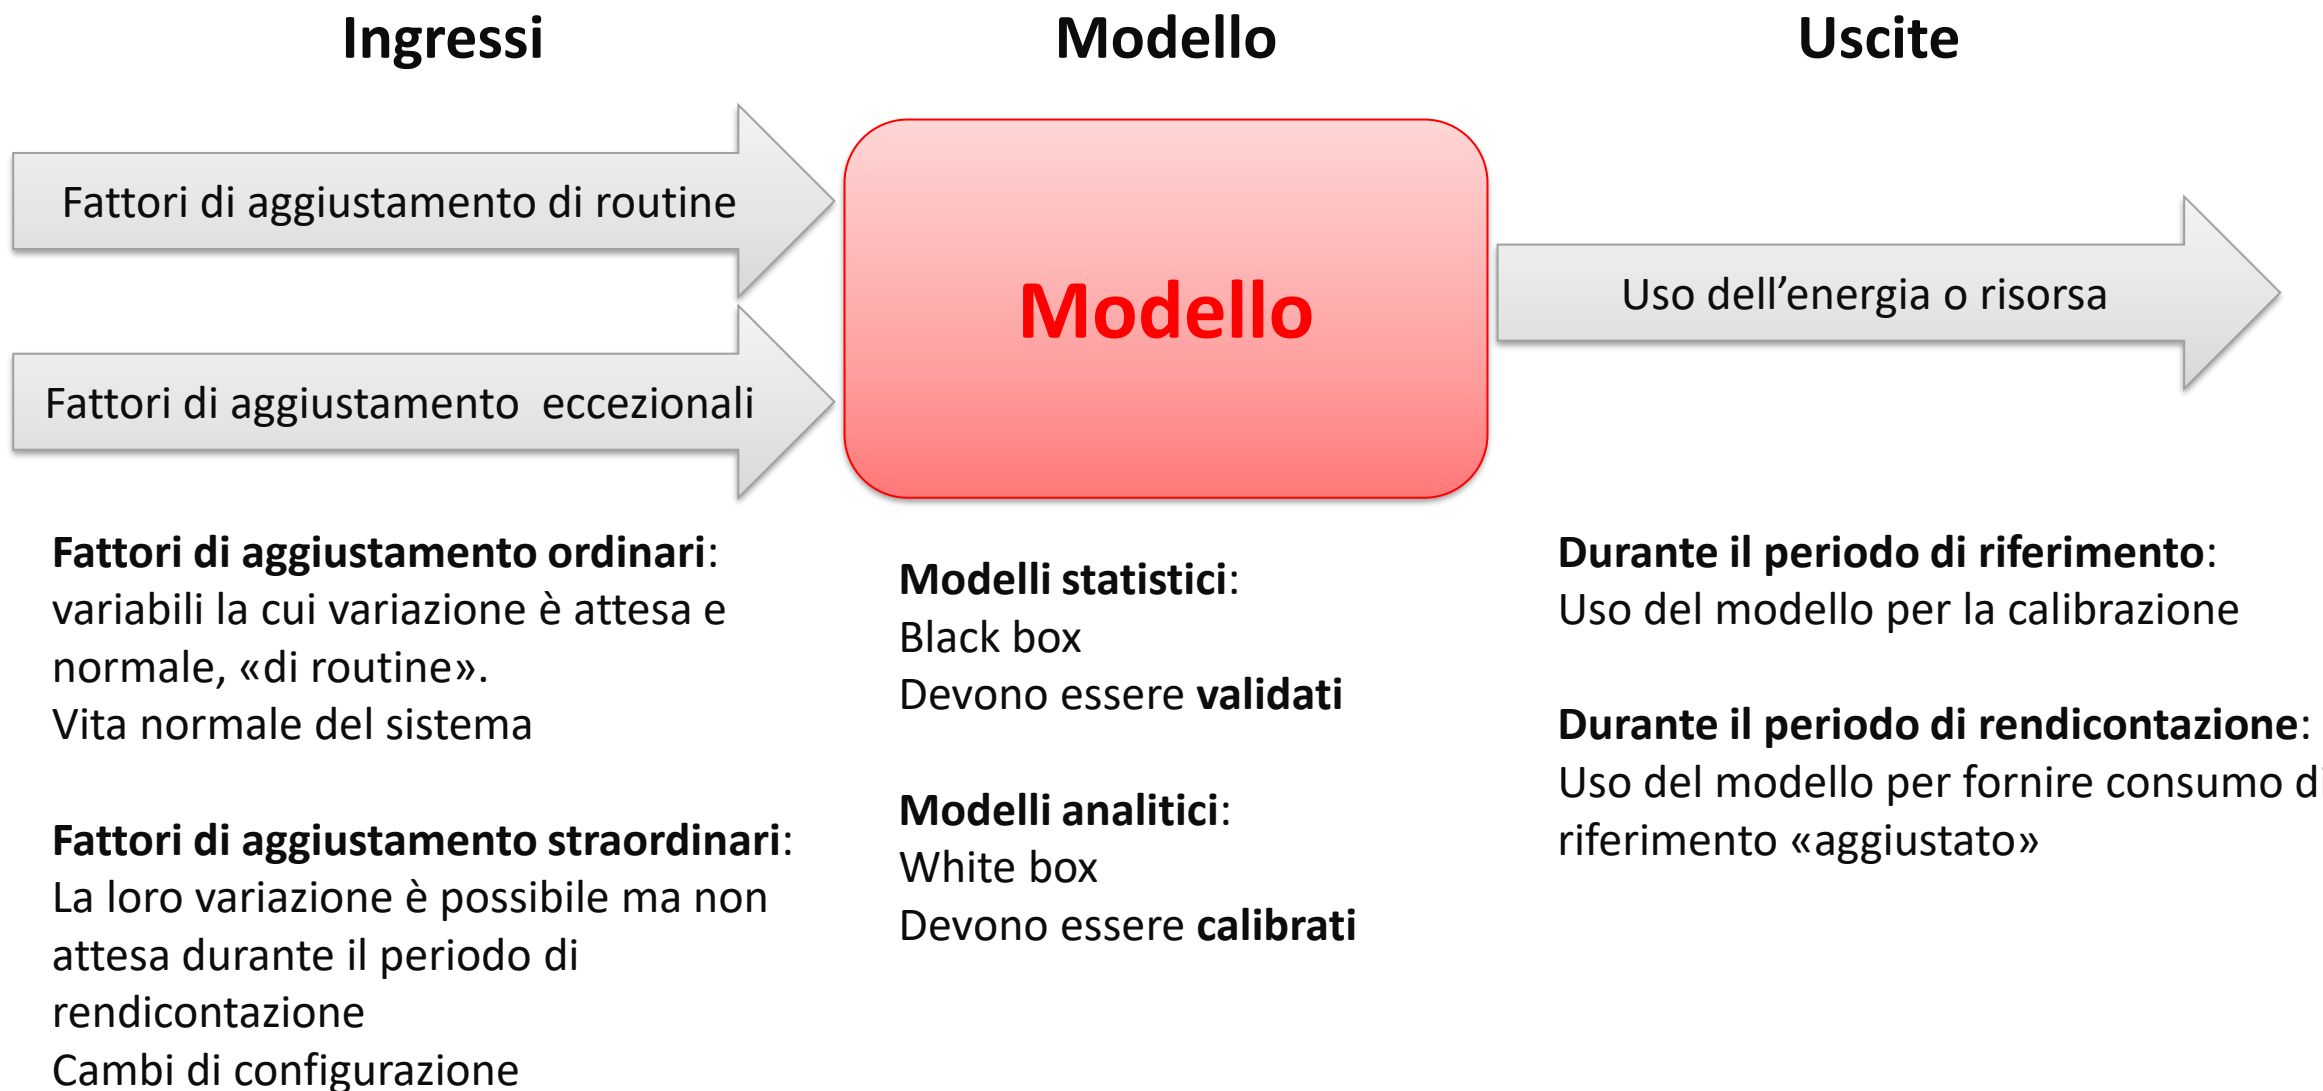 Ingressi
Modello
Uscite
Fattori di aggiustamento di routine
Fattori di aggiustamento  eccezionali
Modello
Uso dell’energia o risorsa
Fattori di aggiustamento ordinari:
variabili la cui variazione è attesa e
normale, «di routine».
Vita normale del sistema
Fattori di aggiustamento straordinari:
La loro variazione è possibile ma non
attesa durante il periodo di
rendicontazione
Cambi di configurazione
Modelli statistici:
Black box
Devono essere validati
Modelli analitici:
White box
Devono essere calibrati
Durante il periodo di riferimento:
Uso del modello per la calibrazione
Durante il periodo di rendicontazione:
Uso del modello per fornire consumo di
riferimento «aggiustato»